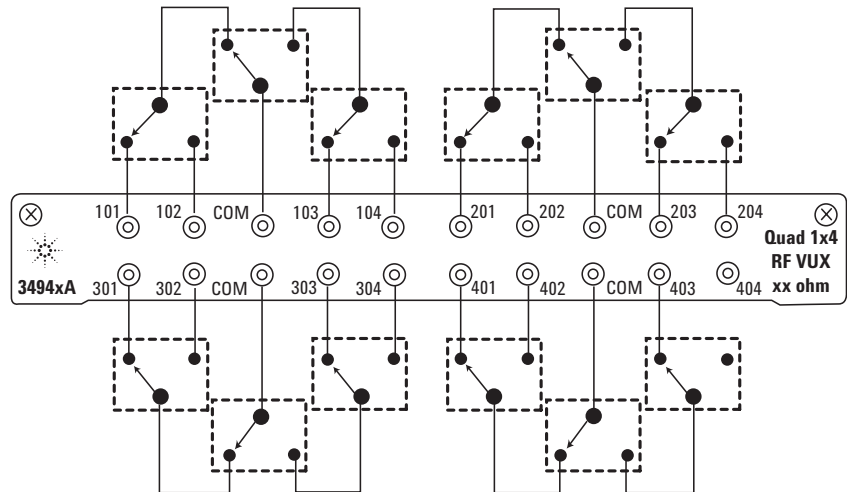 101 102 COM 103 104 201 202 COM 203 204
Quad 1x4
RF VUX
3494xA 301 302 COM 303 304 401 402 COM 403 404 xx ohm